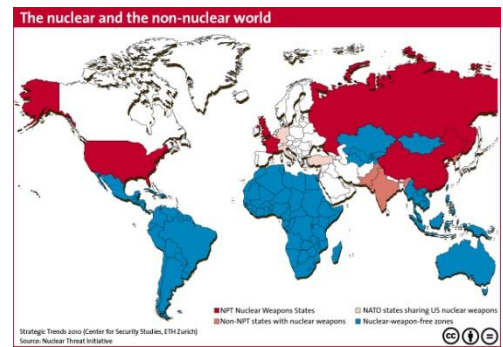 The nuclear and the non-nuclear world
NPT Nuclear Weapons States
NATO states sharing US nuclear weapons
Non-NPT states with nuclear weapons
Nuclear-weapon-free zones
Strategic Trends 2010 (Center for Security Studies, ETH Zurich)
Source: Nuclear Threat Initiative
cc